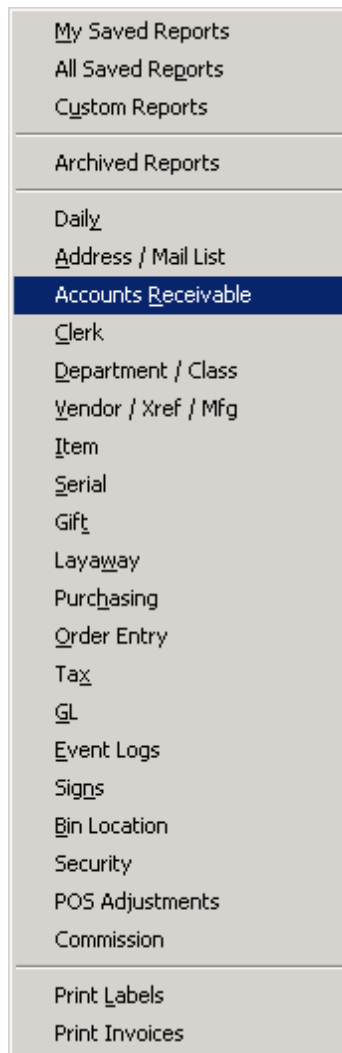 My Saved Reports
All Saved Reports
Custom Reports
Archived Reports
Daily
Address / Mail List
Accounts Receivable
Clerk
Department / Class
Vendor / Xref / Mfg
Item
Serial
Gift
Layaway
Purchasing
Order Entry
Tax
GL
Event Logs
Signs
Bin Location
Security
POS Adjustments
Commission
Print Labels
Print Invoices